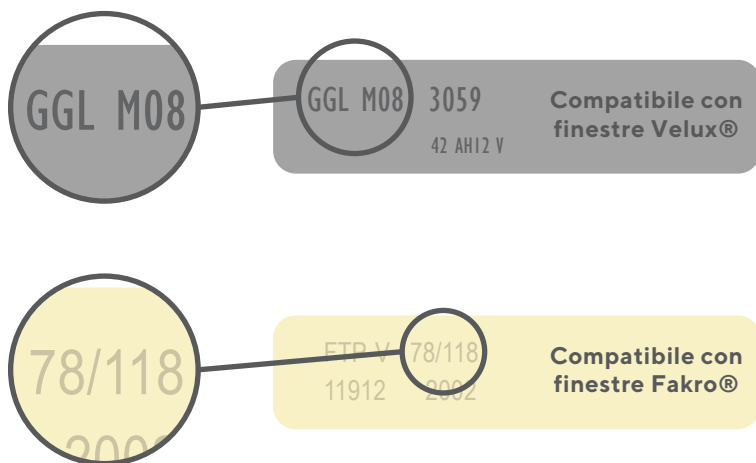 GGL M08
GGL M08 3059
42 AH12 V
Compatibile con
finestre Velux®
78/118
2002
FTP-V 78/118
11912 2002
Compatibile con
finestre Fakro®